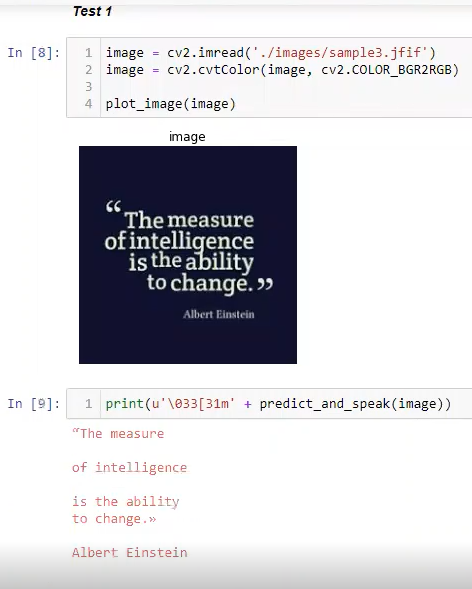 Test 1
In [8]:
1 image = cv2.imread('./images/sample3.jfif')
2 image = cv2.cvtColor(image, cv2.COLOR_BGR2RGB)
3
4 plot_image(image)
image
“The measure
of intelligence
is the ability
to change.”
Albert Einstein
In [9]:
1 print(u'\033[31m' + predict_and_speak(image))
“The measure
of intelligence
is the ability
to change.»
Albert Einstein